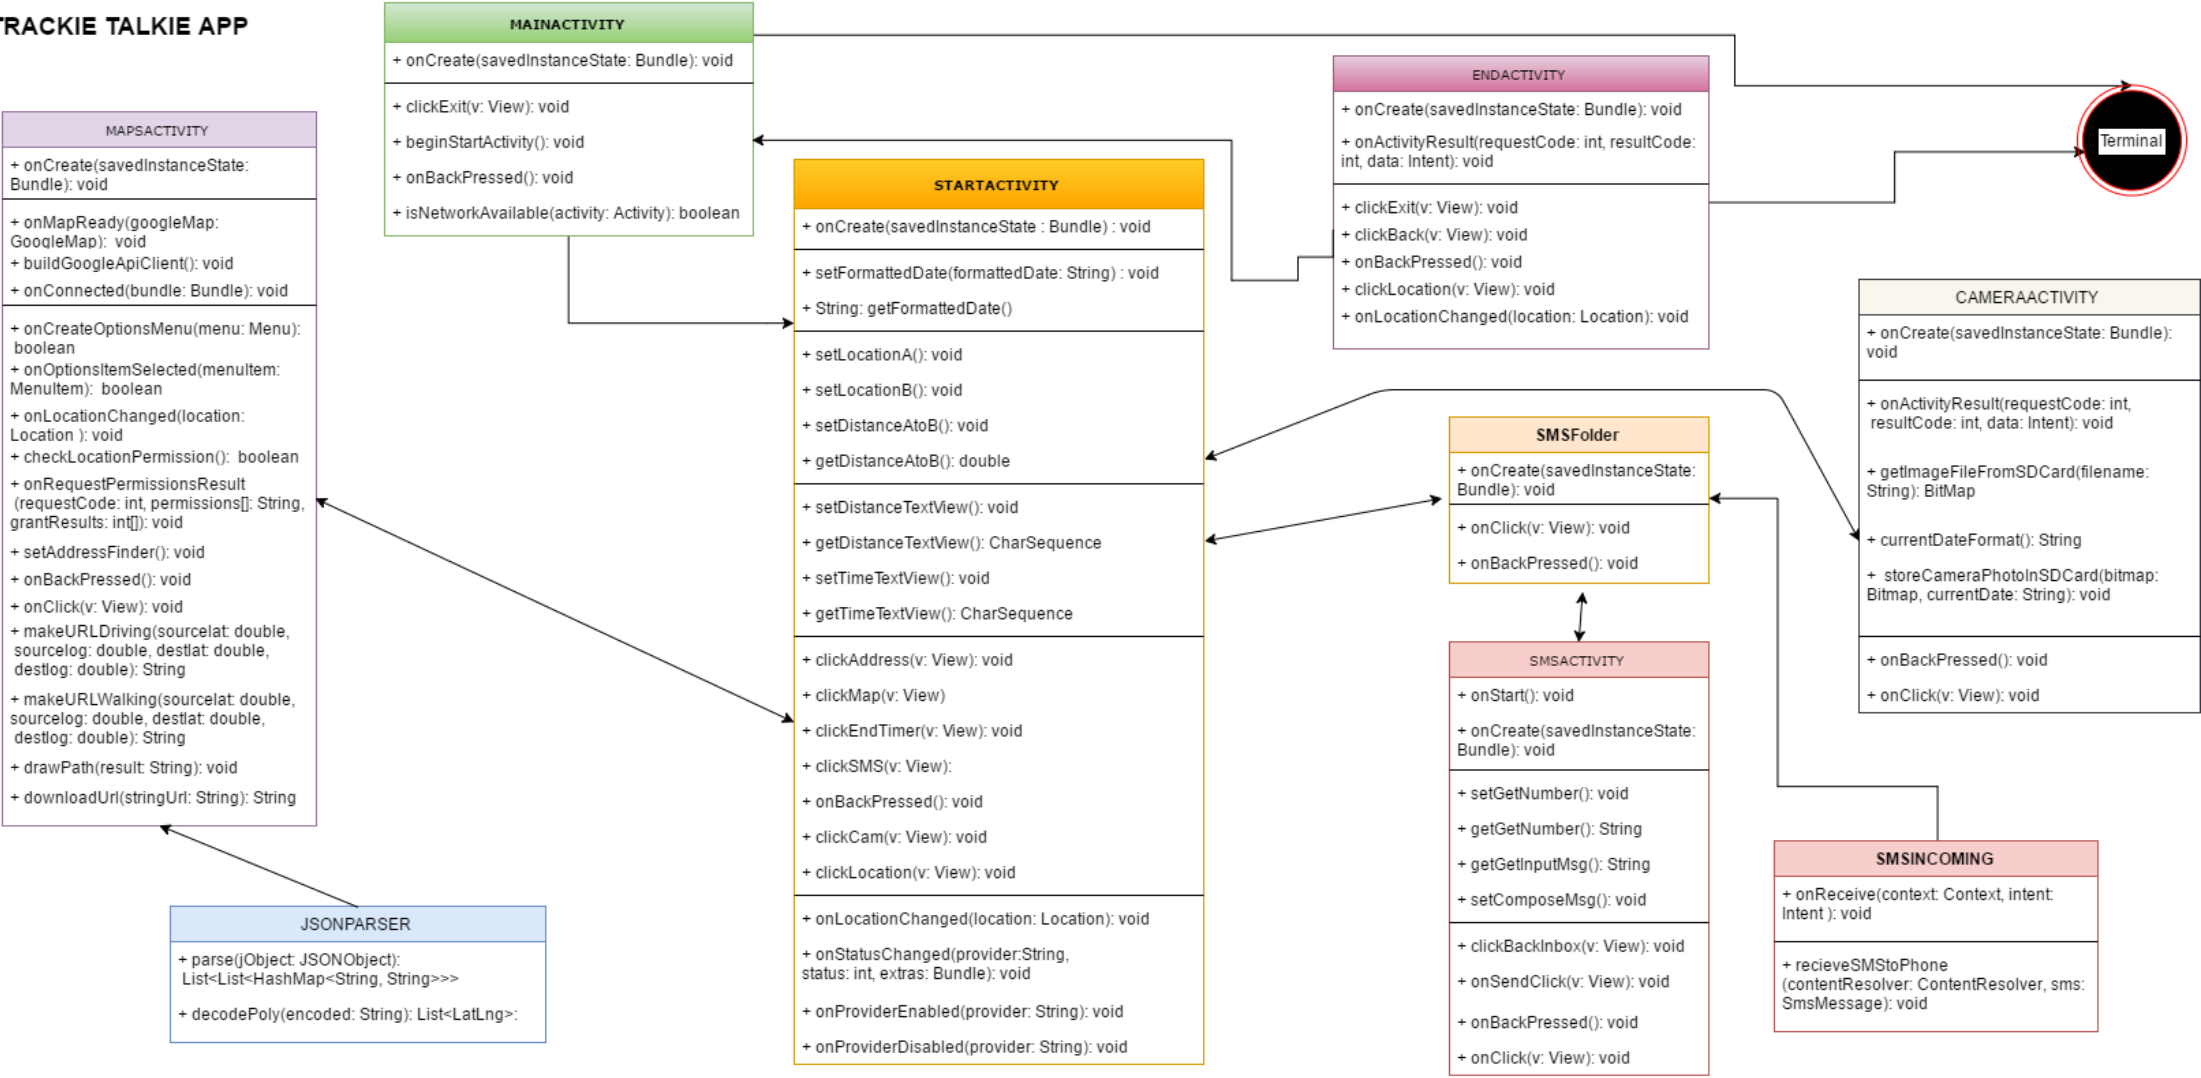 TRACKIE TALKIE APP
MAINACTIVITY
+ onCreate(savedInstanceState: Bundle): void
+ clickExit(v: View): void
+ beginStartActivity(): void
+ onBackPressed(): void
+ isNetworkAvailable(activity: Activity): boolean
ENDACTIVITY
+ onCreate(savedInstanceState: Bundle): void
+ onActivityResult(requestCode: int, resultCode:
int, data: Intent): void
+ clickExit(v: View): void
+ clickBack(v: View): void
+ onBackPressed(): void
+ clickLocation(v: View): void
+ onLocationChanged(location: Location): void
Terminal
MAPSACTIVITY
+ onCreate(savedInstanceState:
Bundle): void
+ onMapReady(googleMap:
GoogleMap): void
+ buildGoogleApiClient(): void
+ onConnected(bundle: Bundle): void
+ onCreateOptionsMenu(menu: Menu):
boolean
+ onOptionsItemSelected(menuItem:
MenuItem): boolean
+ onLocationChanged(location:
Location ): void
+ checkLocationPermission(): boolean
+ onRequestPermissionsResult
(requestCode: int, permissions[]: String,
grantResults: int[]): void
+ setAddressFinder(): void
+ onBackPressed(): void
+ onClick(v: View): void
+ makeURLDriving(sourcelat: double,
sourcelog: double, destlat: double,
destlog: double): String
+ makeURLWalking(sourcelat: double,
sourcelog: double, destlat: double,
destlog: double): String
+ drawPath(result: String): void
+ downloadUrl(stringUrl: String): String
STARTACTIVITY
+ onCreate(savedInstanceState : Bundle) : void
+ setFormattedDate(formattedDate: String) : void
+ String: getFormattedDate()
+ setLocationA(): void
+ setLocationB(): void
+ setDistanceAtoB(): void
+ getDistanceAtoB(): double
+ setDistanceTextView(): void
+ getDistanceTextView(): CharSequence
+ setTimeTextView(): void
+ getTimeTextView(): CharSequence
+ clickAddress(v: View): void
+ clickMap(v: View)
+ clickEndTimer(v: View): void
+ clickSMS(v: View):
+ onBackPressed(): void
+ clickCam(v: View): void
+ clickLocation(v: View): void
+ onLocationChanged(location: Location): void
+ onStatusChanged(provider:String,
status: int, extras: Bundle): void
+ onProviderEnabled(provider: String): void
+ onProviderDisabled(provider: String): void
CAMERAACTIVITY
+ onCreate(savedInstanceState: Bundle):
void
+ onActivityResult(requestCode: int,
resultCode: int, data: Intent): void
+ getImageFileFromSDCard(filename:
String): BitMap
+ currentDateFormat(): String
+ storeCameraPhotoInSDCard(bitmap:
Bitmap, currentDate: String): void
+ onBackPressed(): void
+ onClick(v: View): void
SMSFolder
+ onCreate(savedInstanceState:
Bundle): void
+ onClick(v: View): void
+ onBackPressed(): void
SMSACTIVITY
+ onStart(): void
+ onCreate(savedInstanceState:
Bundle): void
+ setGetNumber(): void
+ getGetNumber(): String
+ getGetInputMsg(): String
+ setComposeMsg(): void
+ clickBackInbox(v: View): void
+ onSendClick(v: View): void
+ onBackPressed(): void
+ onClick(v: View): void
SMSINCOMING
+ onReceive(context: Context, intent:
Intent ): void
+ recieveSMStoPhone
(contentResolver: ContentResolver, sms:
SmsMessage): void
JSONPARSER
+ parse(jObject: JSONObject):
List<List<HashMap<String, String>>>
+ decodePoly(encoded: String): List<LatLng>: